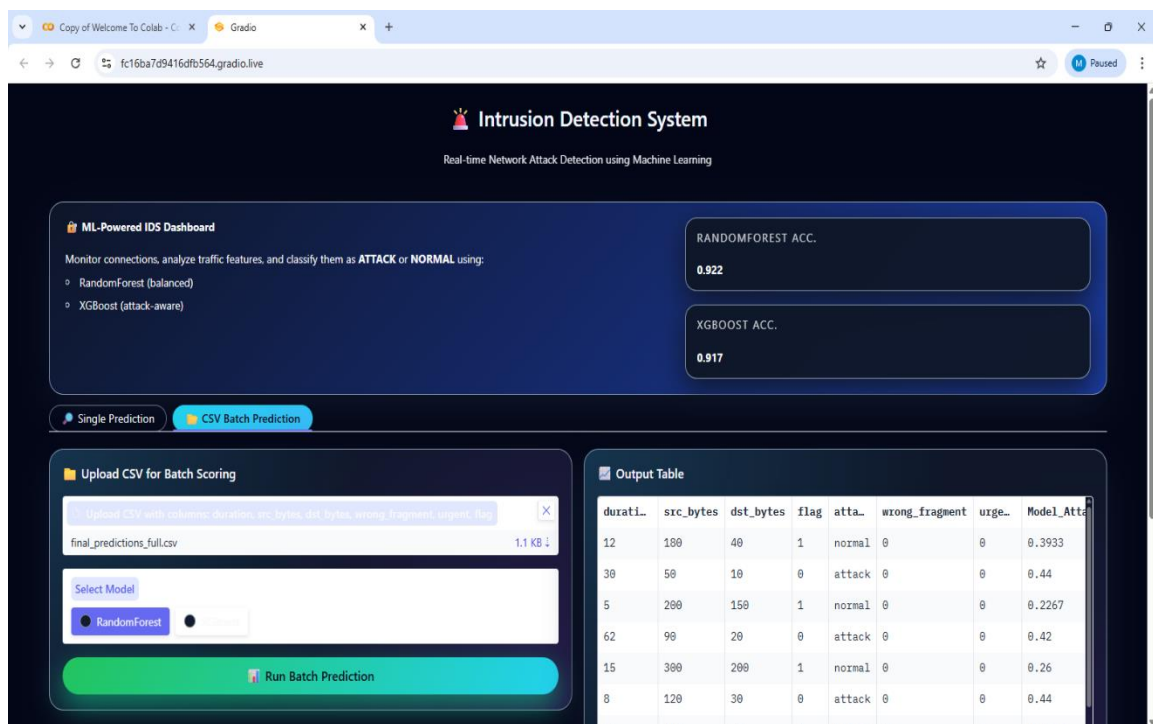 Copy of Welcome To Colab - Co
Gradio
fc16ba7d9416dfb564.gradio.live
M Paused
Intrusion Detection System
Real-time Network Attack Detection using Machine Learning
ML-Powered IDS Dashboard
Monitor connections, analyze traffic features, and classify them as ATTACK or NORMAL using:
RandomForest (balanced)
XGBoost (attack-aware)
RANDOMFOREST ACC.
0.922
XGBOOST ACC.
0.917
Single Prediction
CSV Batch Prediction
Upload CSV for Batch Scoring
Upload CSV with columns: duration, src_bytes, dst_bytes, wrong_fragment, urgent, flag
final_predictions_full.csv 1.1 KB ↓
Select Model
RandomForest
Run Batch Prediction
Output Table
durati… src_bytes dst_bytes flag atta… wrong_fragment urge… Model_Atta
12 180 40 1 normal 0 0 0.3933
30 50 10 0 attack 0 0 0.44
5 200 150 1 normal 0 0 0.2267
62 90 20 0 attack 0 0 0.42
15 300 200 1 normal 0 0 0.26
8 120 30 0 attack 0 0 0.44